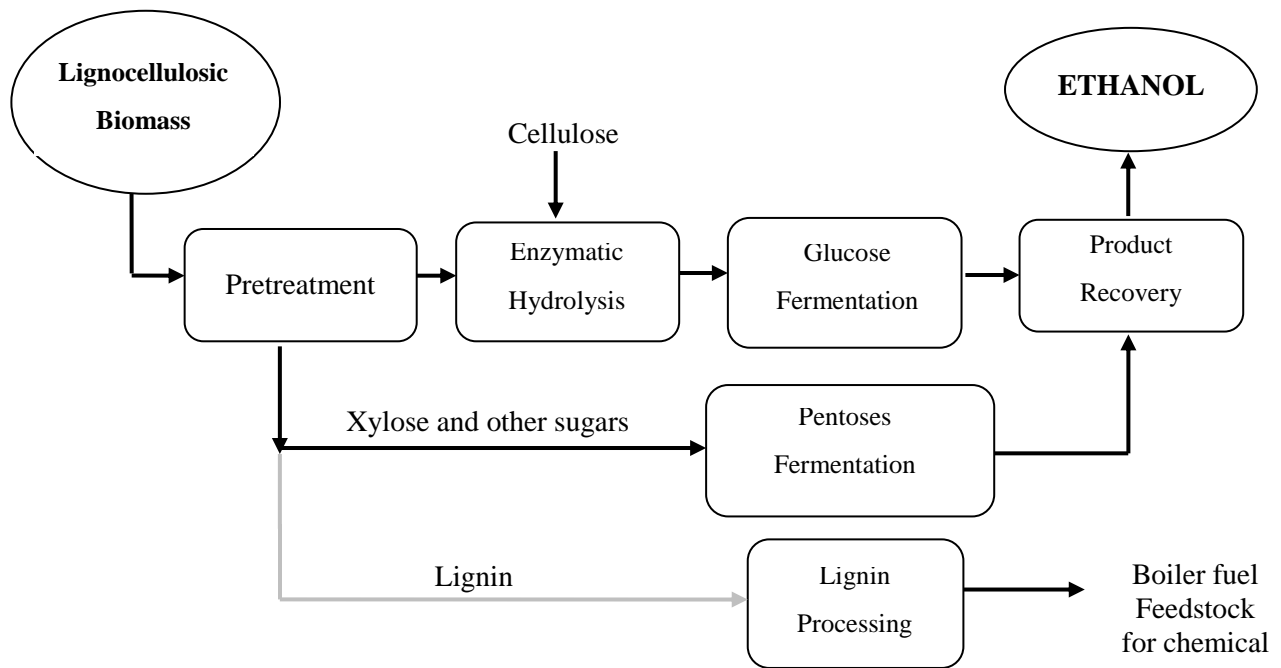 Lignocellulosic
Biomass
ETHANOL
Cellulose
Pretreatment
Enzymatic
Hydrolysis
Glucose
Fermentation
Product
Recovery
Xylose and other sugars
Pentoses
Fermentation
Lignin
Lignin
Processing
Boiler fuel
Feedstock
for chemical